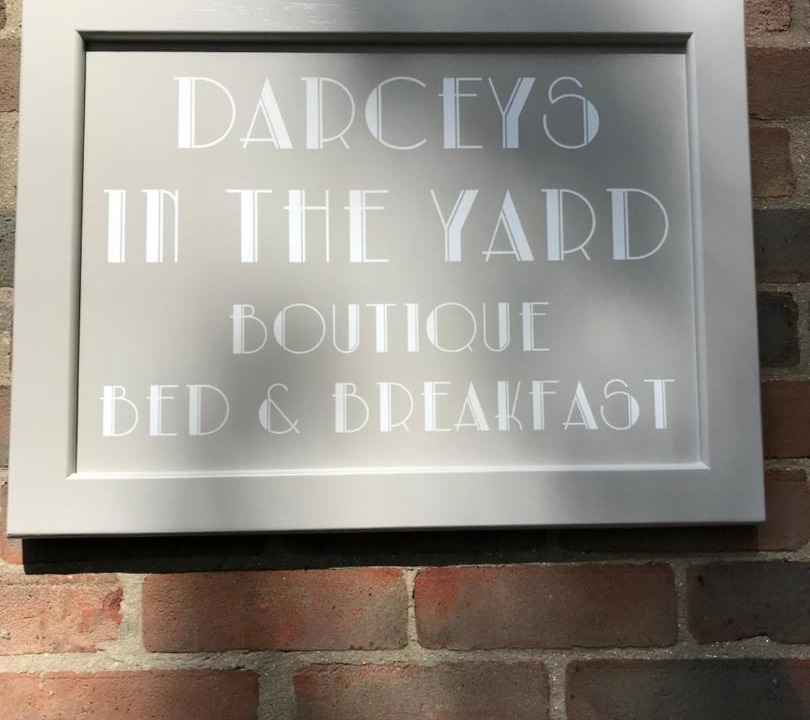 DARCEYS
IN THE YARD
BOUTIQUE
BED & BREAKFAST